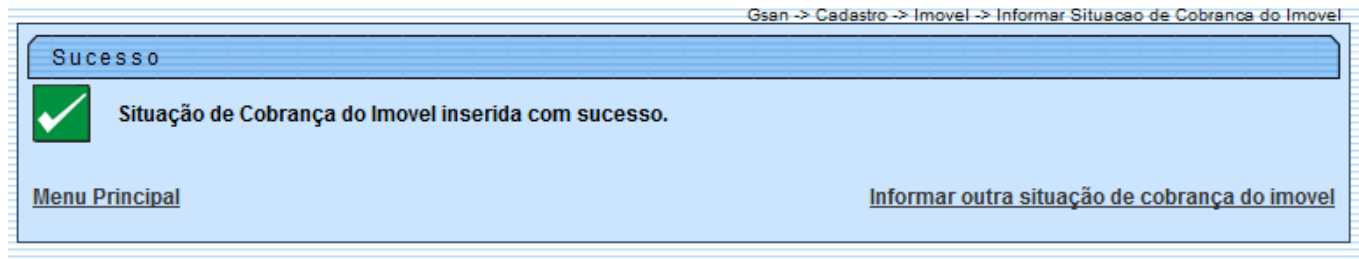 Gsan -> Cadastro -> Imovel -> Informar Situacao de Cobranca do Imovel
Sucesso
Situação de Cobrança do Imovel inserida com sucesso.
Menu Principal
Informar outra situação de cobrança do imovel